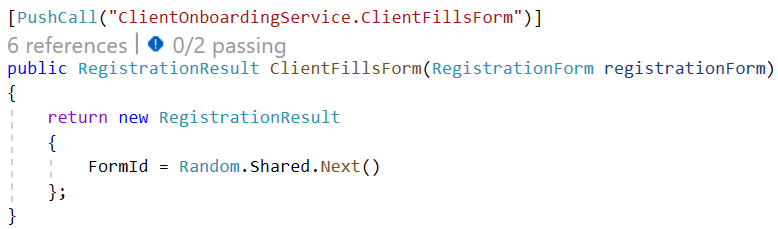 [PushCall("ClientOnboardingService.ClientFillsForm")]
6 references | 0/2 passing
public RegistrationResult ClientFillsForm(RegistrationForm registrationForm)
{
    return new RegistrationResult
    {
        FormId = Random.Shared.Next()
    };
}